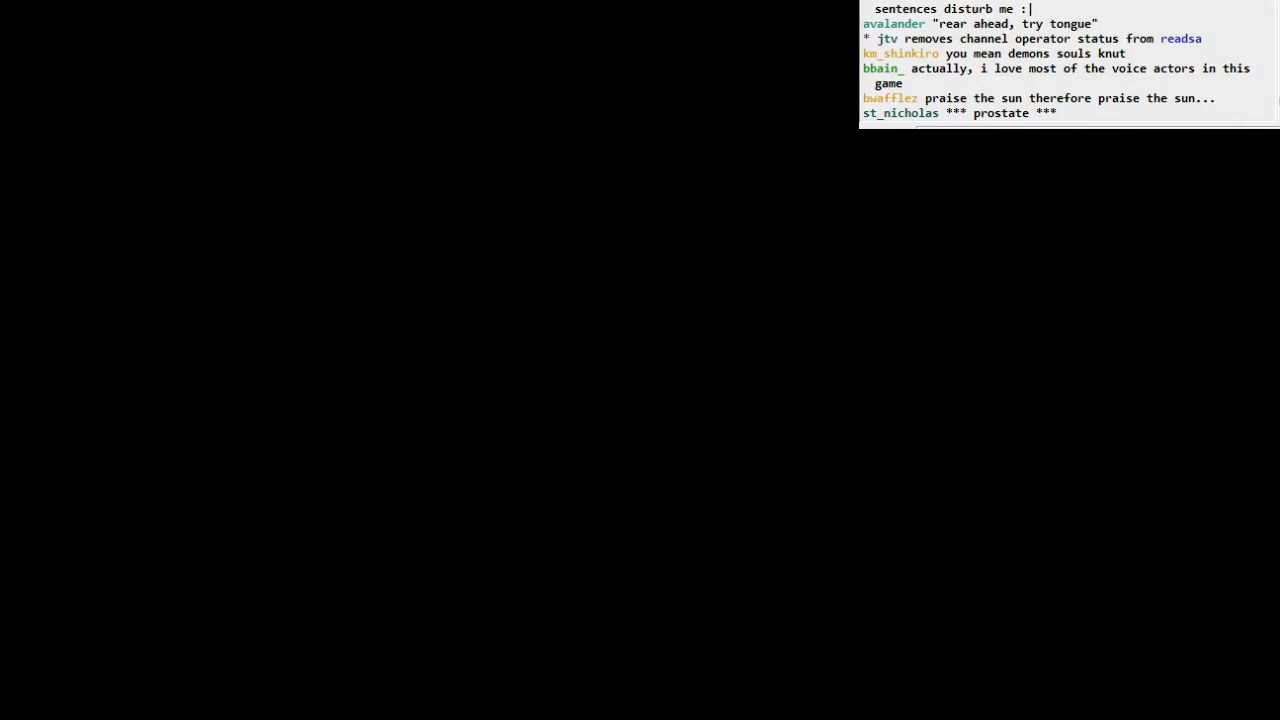 sentences disturb me :|
avalander "rear ahead, try tongue"
* jtv removes channel operator status from readsa
km_shinkiro you mean demons souls knut
bbain_ actually, i love most of the voice actors in this
game
bwafflez praise the sun therefore praise the sun...
st_nicholas *** prostate ***